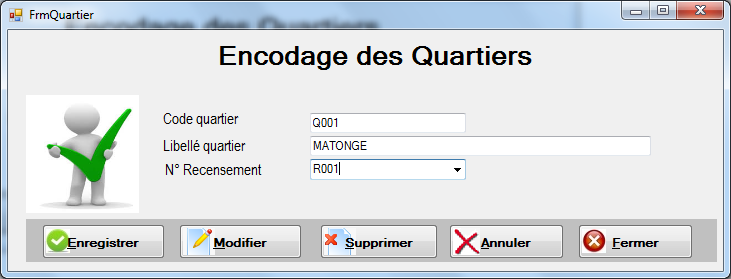 FrmQuartier
Encodage des Quartiers
Code quartier Q001
Libellé quartier MATONGE
N° Recensement R001
Enregistrer Modifier Supprimer Annuler Fermer